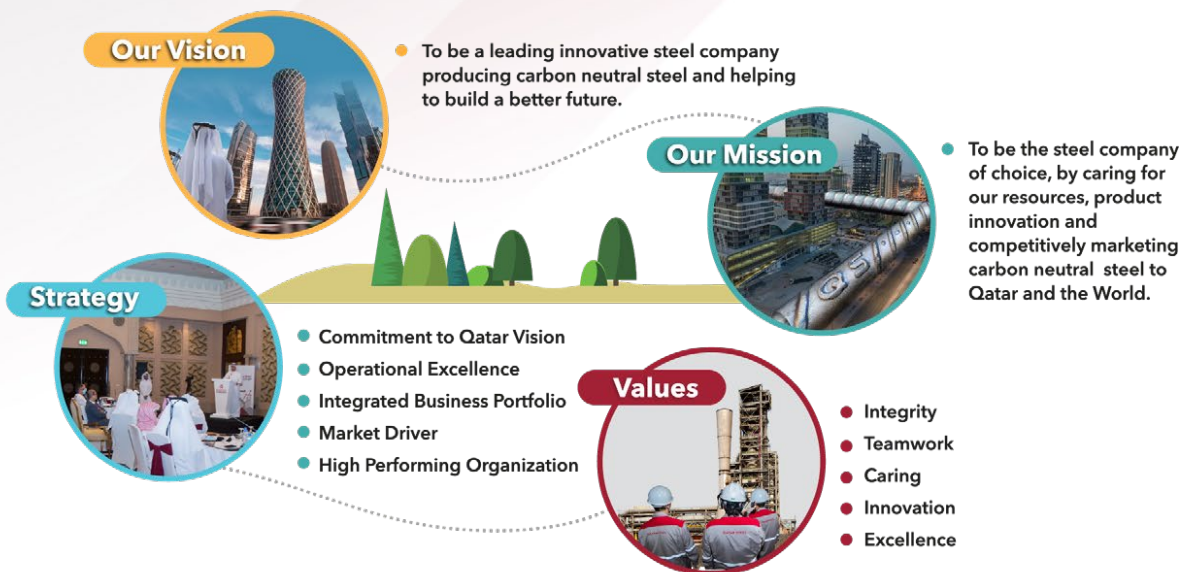 Our Vision
To be a leading innovative steel company
producing carbon neutral steel and helping
to build a better future.
Our Mission
To be the steel company
of choice, by caring for
our resources, product
innovation and
competitively marketing
carbon neutral steel to
Qatar and the World.
Strategy
Commitment to Qatar Vision
Operational Excellence
Integrated Business Portfolio
Market Driver
High Performing Organization
Values
Integrity
Teamwork
Caring
Innovation
Excellence